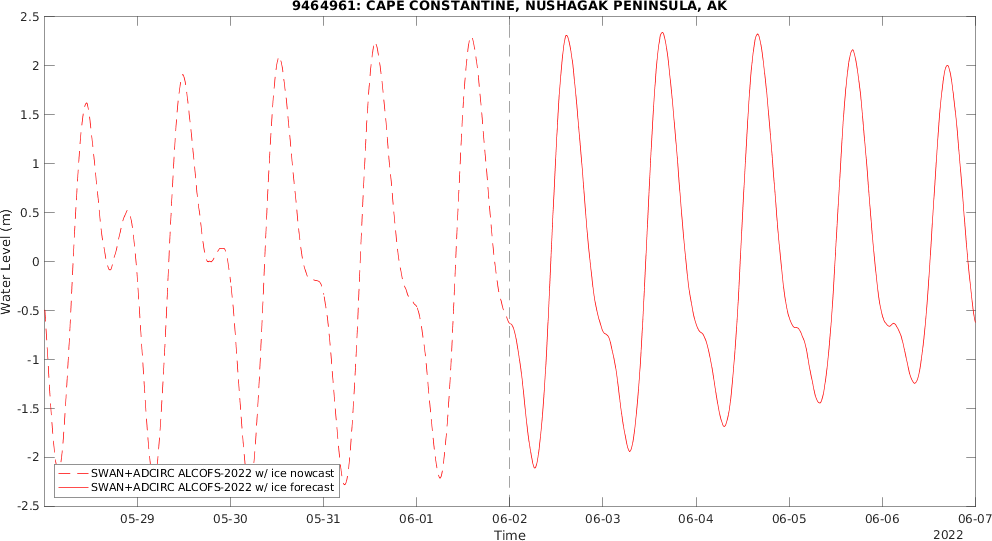 9464961: CAPE CONSTANTINE, NUSHAGAK PENINSULA, AK
2.5
2
1.5
1
0.5
0
-0.5
-1
-1.5
-2
-2.5
Water Level (m)
SWAN+ADCIRC ALCOFS-2022 w/ ice nowcast
SWAN+ADCIRC ALCOFS-2022 w/ ice forecast
05-29 05-30 05-31 06-01 06-02 06-03 06-04 06-05 06-06 06-07
Time
2022